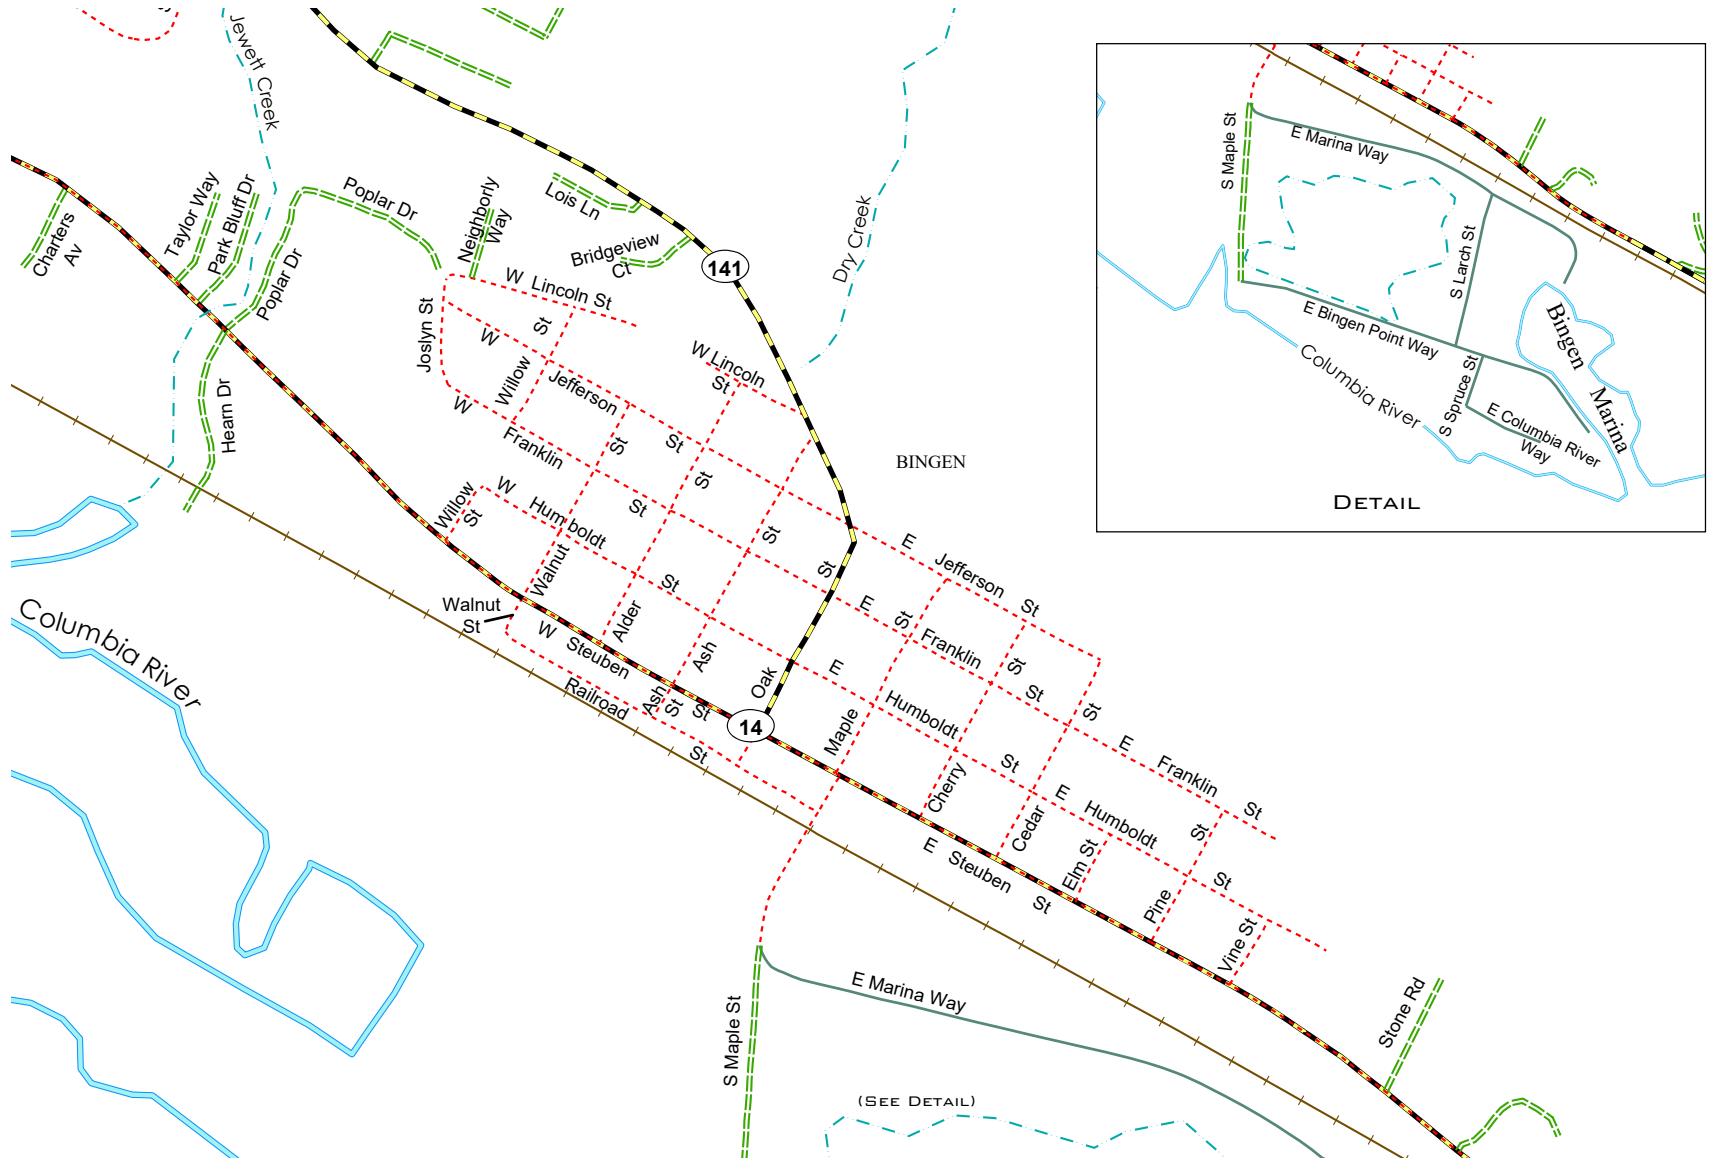 Jewett Creek
Taylor Way
Park Bluff Dr
Poplar Dr
Poplar Dr
Charters
Av
Neighborly
Way
Lois Ln
Bridgeview
Ct
141
Dry Creek
W Lincoln St
Joslyn St
W
Jefferson
St
Willow
St
W Lincoln
St
W
Franklin
St
Hearn Dr
Willow
St
W
Humboldt
St
Walnut
St
Walnut
St
Alder
St
Ash
St
Ash
St
Oak
St
W
Steuben
St
Railroad
St
14
BINGEN
E
Jefferson
St
E
Franklin
St
E
Franklin
St
E
Humboldt
St
E
Humboldt
St
Maple
St
Cherry
St
Cedar
St
Elm St
Pine
St
Vine St
E
Steuben
St
Stone Rd
Columbia River
S Maple St
E Marina Way
(See Detail)
S Maple St
E Marina Way
S Larch St
E Bingen Point Way
S Spruce St
E Columbia River
Way
Columbia River
Bingen
Marina
Detail